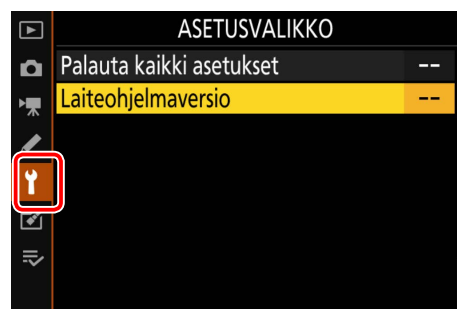 ASETUSVALIKKO
Palauta kaikki asetukset --
Laiteohjelmaversio --